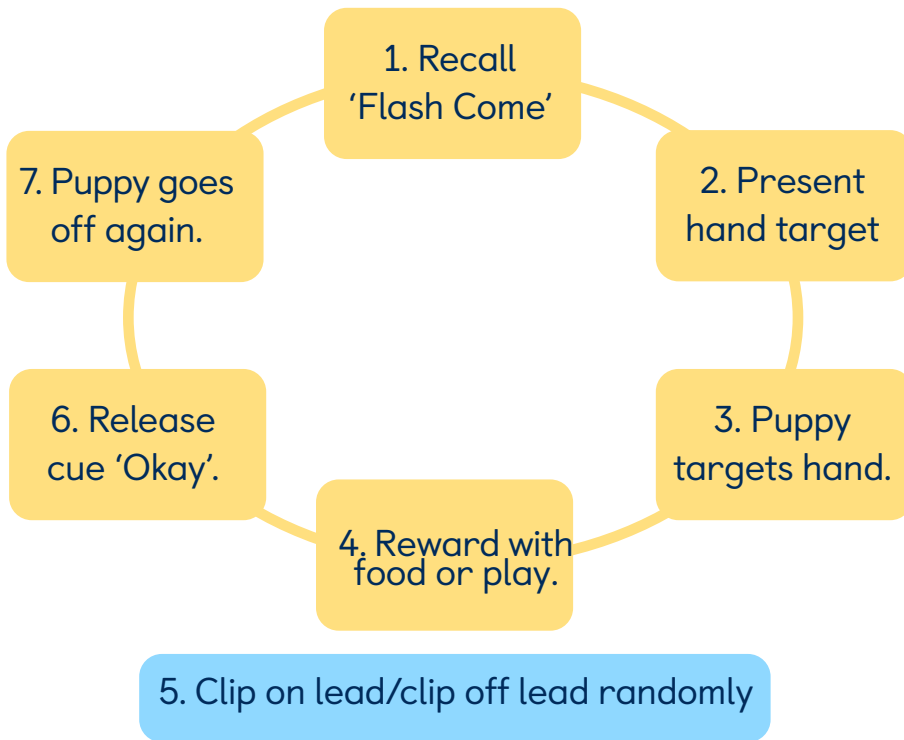 1. Recall
‘Flash Come’
2. Present
hand target
3. Puppy
targets hand.
4. Reward with
food or play.
5. Clip on lead/clip off lead randomly
6. Release
cue ‘Okay’.
7. Puppy goes
off again.